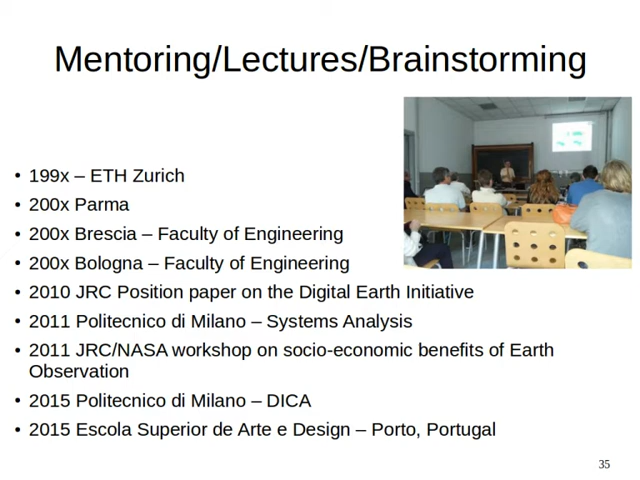 Mentoring/Lectures/Brainstorming
• 199x – ETH Zurich
• 200x Parma
• 200x Brescia – Faculty of Engineering
• 200x Bologna – Faculty of Engineering
• 2010 JRC Position paper on the Digital Earth Initiative
• 2011 Politecnico di Milano – Systems Analysis
• 2011 JRC/NASA workshop on socio-economic benefits of Earth
Observation
• 2015 Politecnico di Milano – DICA
• 2015 Escola Superior de Arte e Design – Porto, Portugal
35